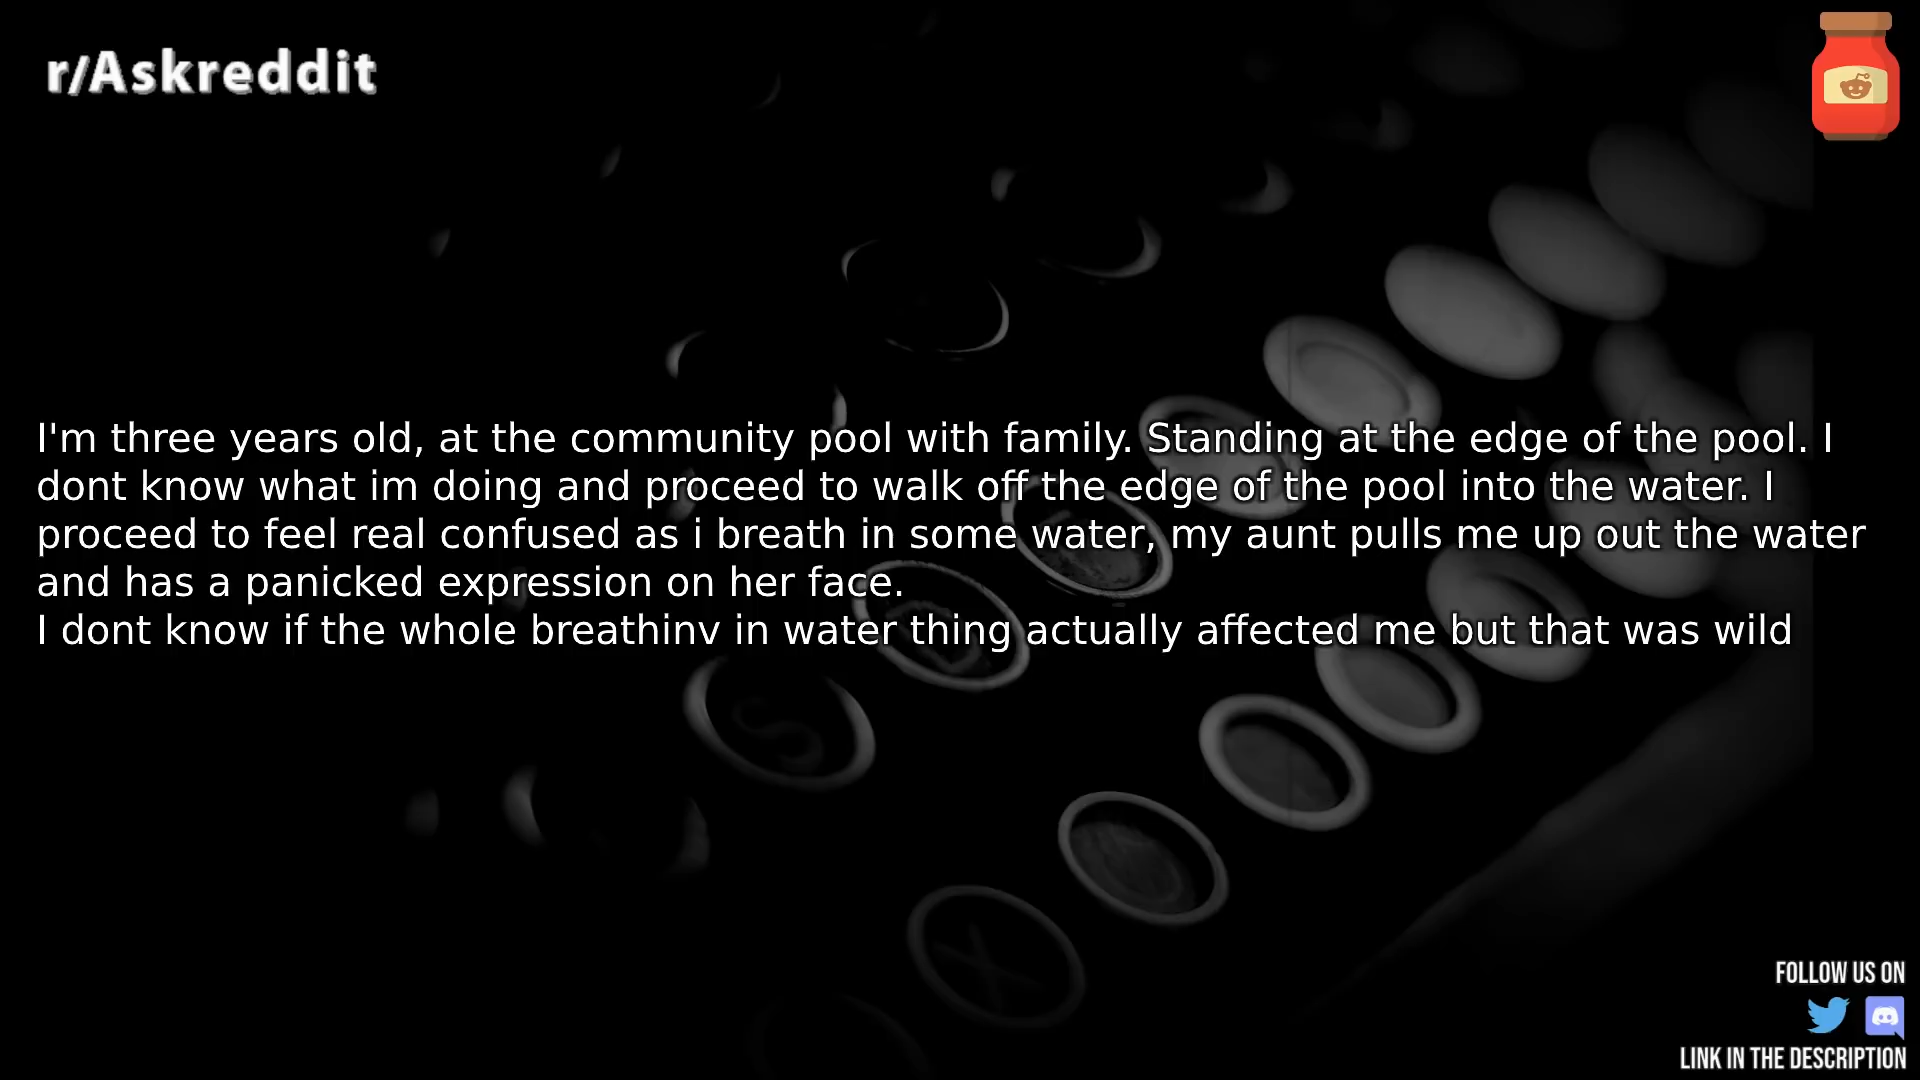 r/Askreddit
I'm three years old, at the community pool with family. Standing at the edge of the pool. I
dont know what im doing and proceed to walk off the edge of the pool into the water. I
proceed to feel real confused as i breath in some water, my aunt pulls me up out the water
and has a panicked expression on her face.
I dont know if the whole breathinv in water thing actually affected me but that was wild
S
X
FOLLOW US ON
LINK IN THE DESCRIPTION